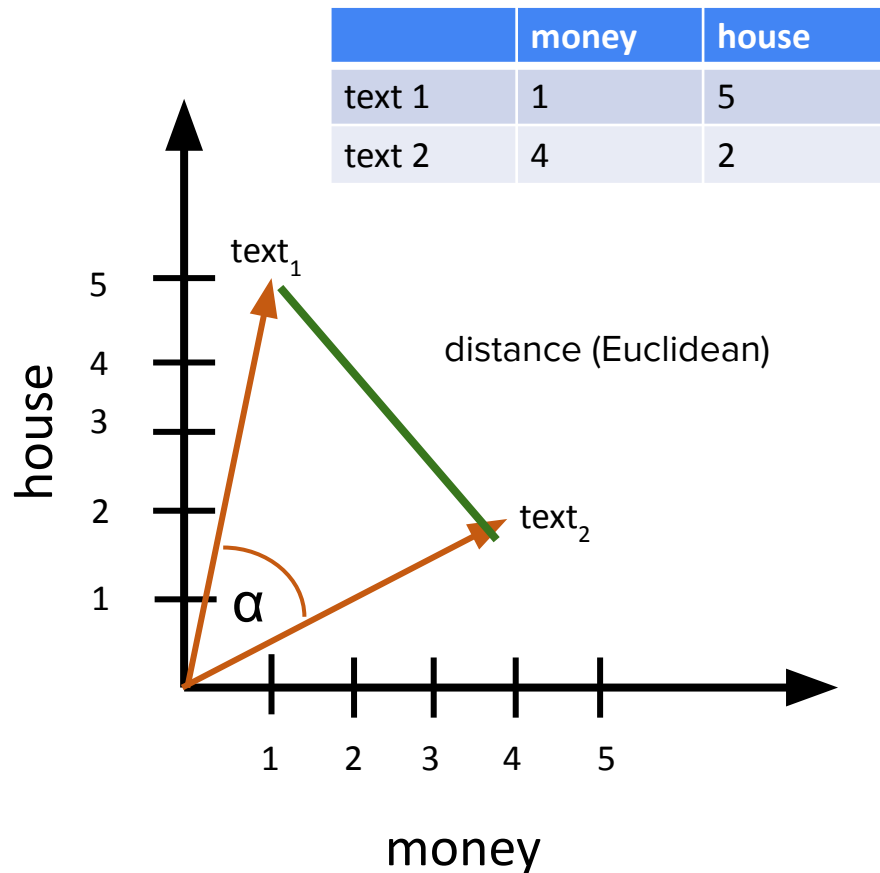 money house
text 1 1 5
text 2 4 2
text₁
5
distance (Euclidean)
4
3
house
2
text₂
1
α
1 2 3 4 5
money